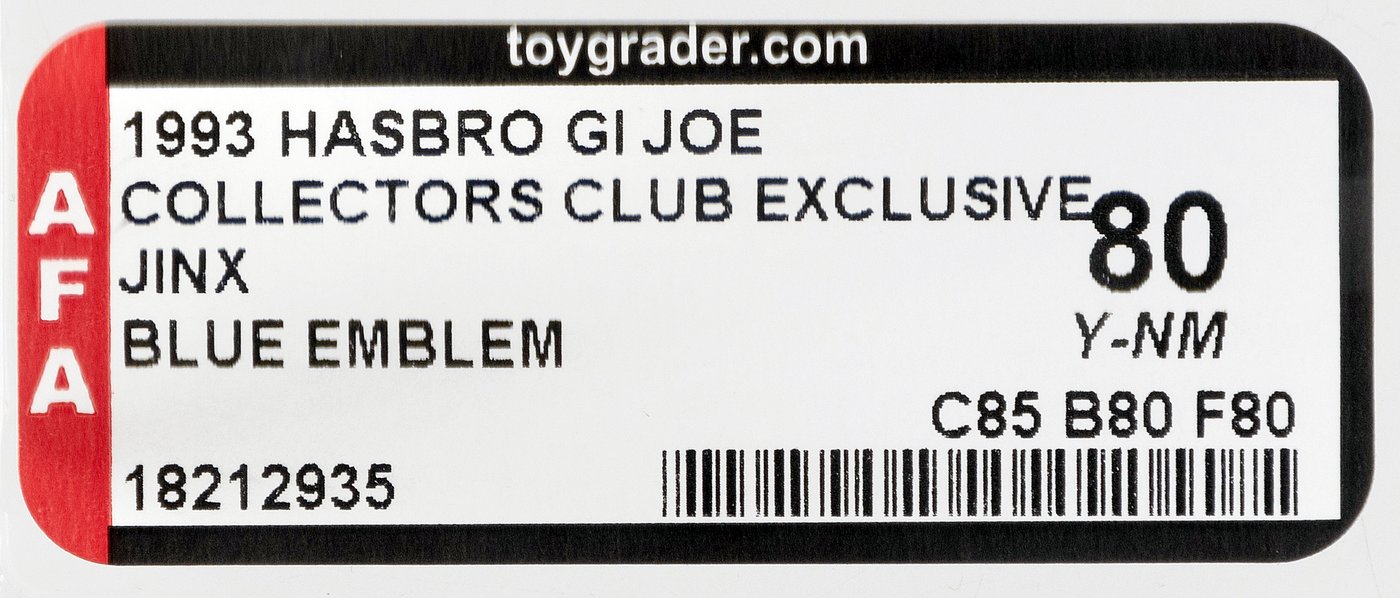 toygrader.com
AFA
1993 HASBRO GI JOE
COLLECTORS CLUB EXCLUSIVE
JINX
BLUE EMBLEM
80
Y-NM
C85 B80 F80
18212935